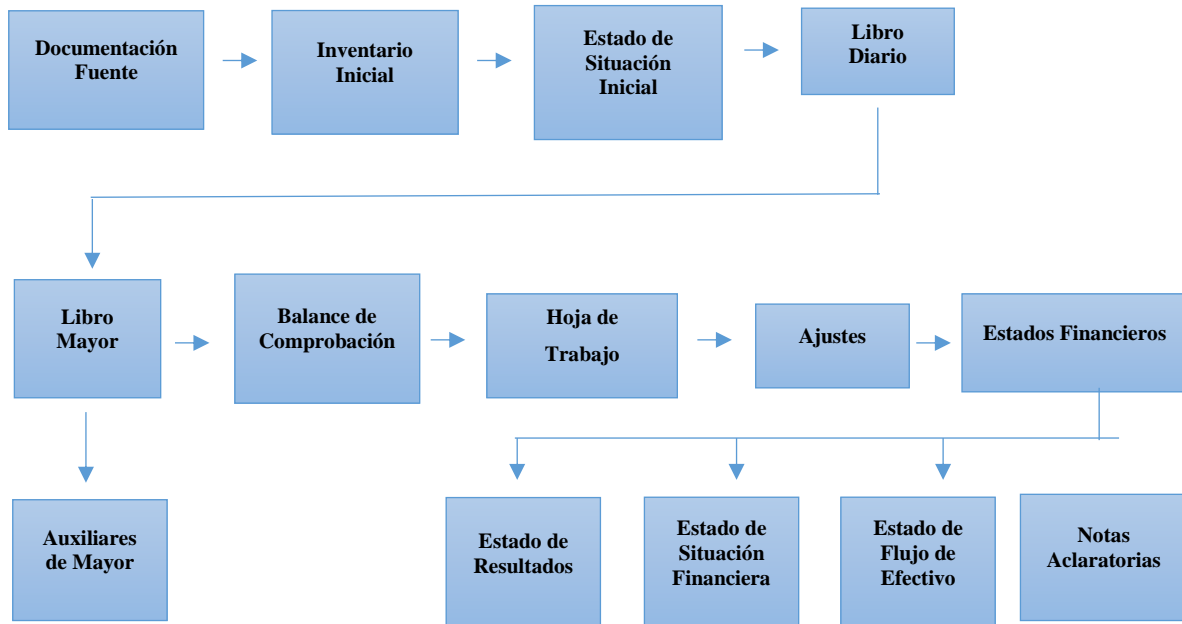 Documentación
Fuente
Inventario
Inicial
Estado de
Situación
Inicial
Libro
Diario
Libro
Mayor
Balance de
Comprobación
Hoja de
Trabajo
Ajustes
Estados Financieros
Auxiliares
de Mayor
Estado de
Resultados
Estado de
Situación
Financiera
Estado de
Flujo de
Efectivo
Notas
Aclaratorias